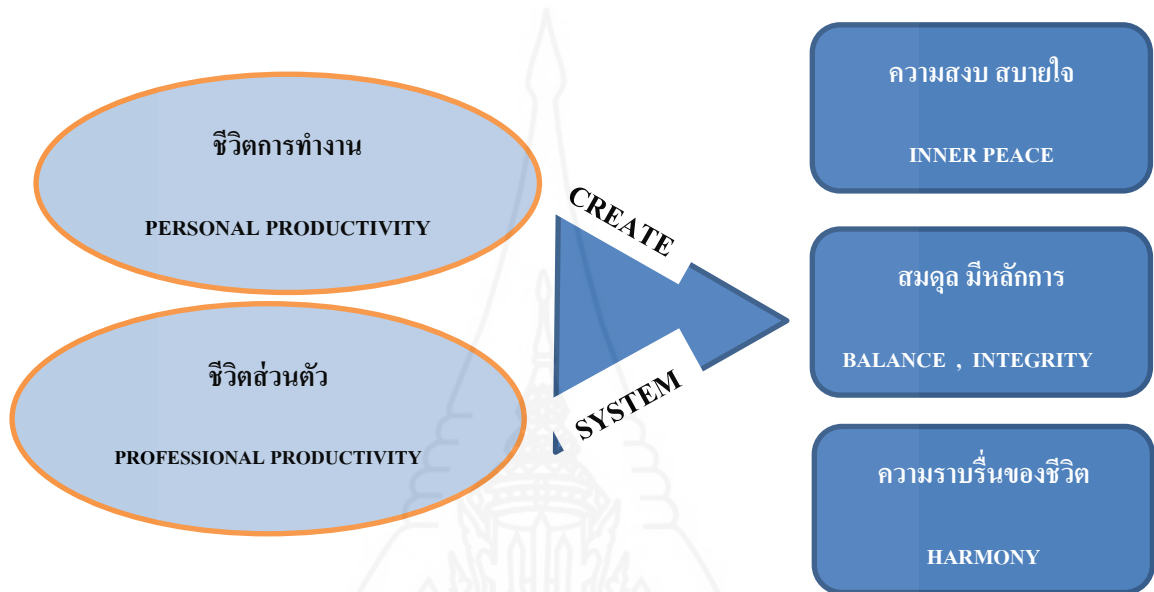 ชีวิตการทำงาน
PERSONAL PRODUCTIVITY
ชีวิตส่วนตัว
PROFESSIONAL PRODUCTIVITY
CREATE
SYSTEM
ความสงบ สบายใจ
INNER PEACE
สมดุล มีหลักการ
BALANCE , INTEGRITY
ความราบรื่นของชีวิต
HARMONY